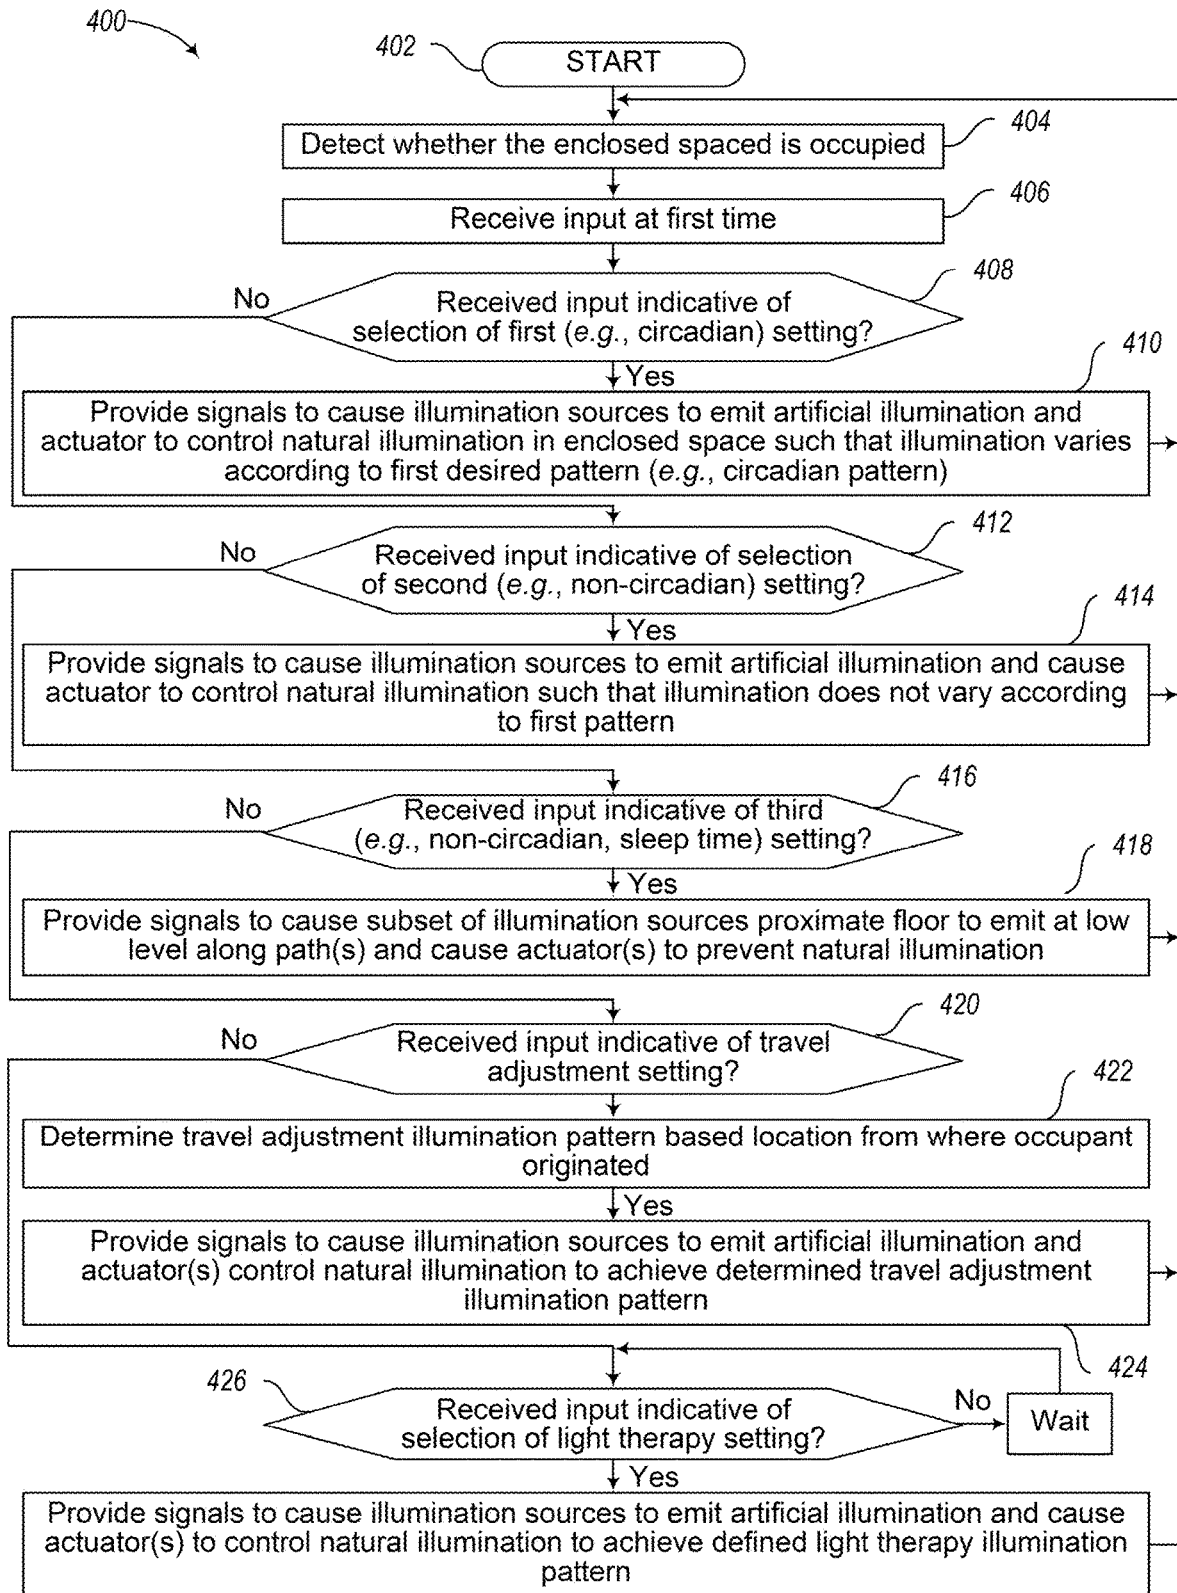 400
402
START
Detect whether the enclosed spaced is occupied
404
Receive input at first time
406
408
No
Received input indicative of
selection of first (e.g., circadian) setting?
Yes
410
Provide signals to cause illumination sources to emit artificial illumination and
actuator to control natural illumination in enclosed space such that illumination varies
according to first desired pattern (e.g., circadian pattern)
412
No
Received input indicative of selection
of second (e.g., non-circadian) setting?
Yes
414
Provide signals to cause illumination sources to emit artificial illumination and cause
actuator to control natural illumination such that illumination does not vary according
to first pattern
416
No
Received input indicative of third
(e.g., non-circadian, sleep time) setting?
Yes
418
Provide signals to cause subset of illumination sources proximate floor to emit at low
level along path(s) and cause actuator(s) to prevent natural illumination
420
No
Received input indicative of travel
adjustment setting?
422
Determine travel adjustment illumination pattern based location from where occupant
originated
Yes
Provide signals to cause illumination sources to emit artificial illumination and
actuator(s) control natural illumination to achieve determined travel adjustment
illumination pattern
424
426
Received input indicative of
selection of light therapy setting?
No
Wait
Yes
Provide signals to cause illumination sources to emit artificial illumination and cause
actuator(s) to control natural illumination to achieve defined light therapy illumination
pattern